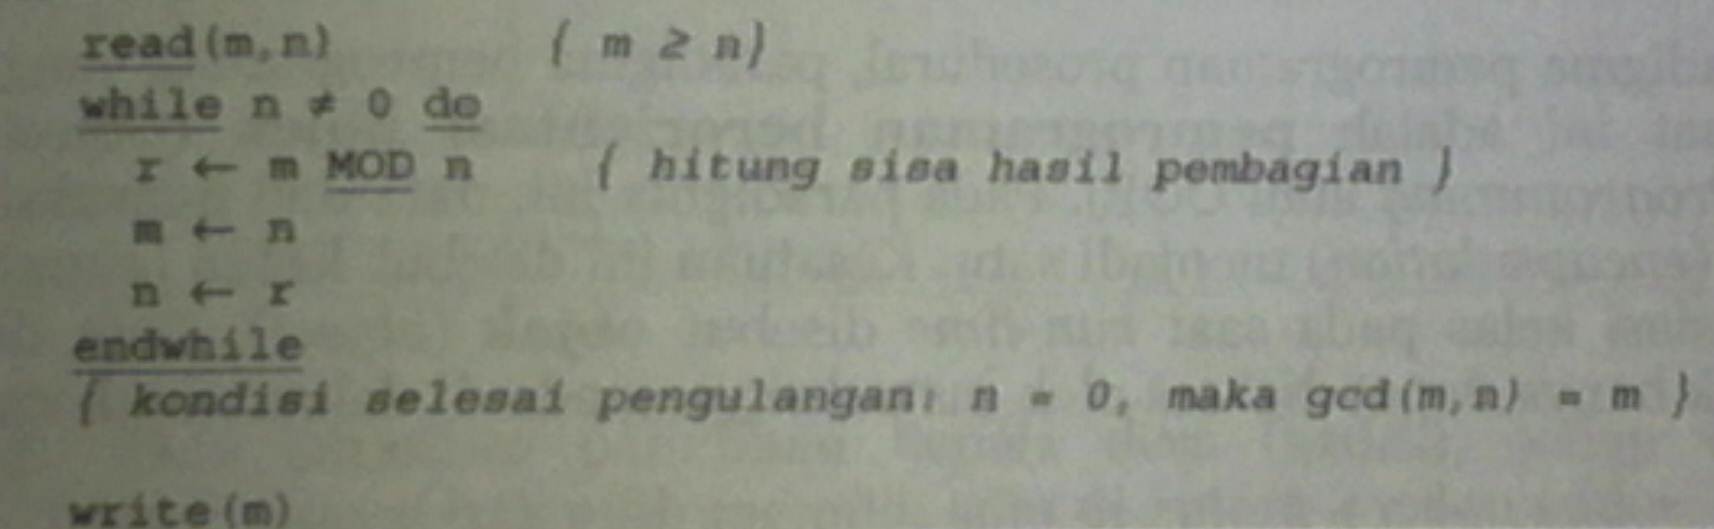 read(m,n) { m ≥ n}
while n ≠ 0 do
r ← m MOD n { hitung sisa hasil pembagian }
m ← n
n ← r
endwhile
{ kondisi selesai pengulangan: n = 0, maka gcd(m,n) = m }
write(m)